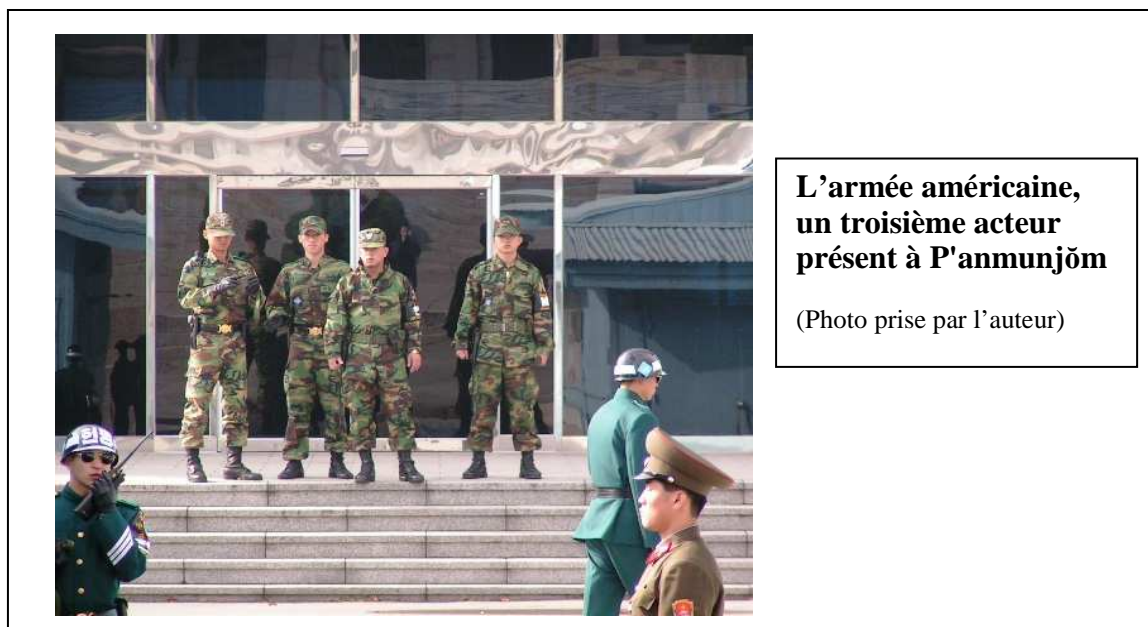 L'armée américaine,
un troisième acteur
présent à P'anmunjŏm
(Photo prise par l'auteur)